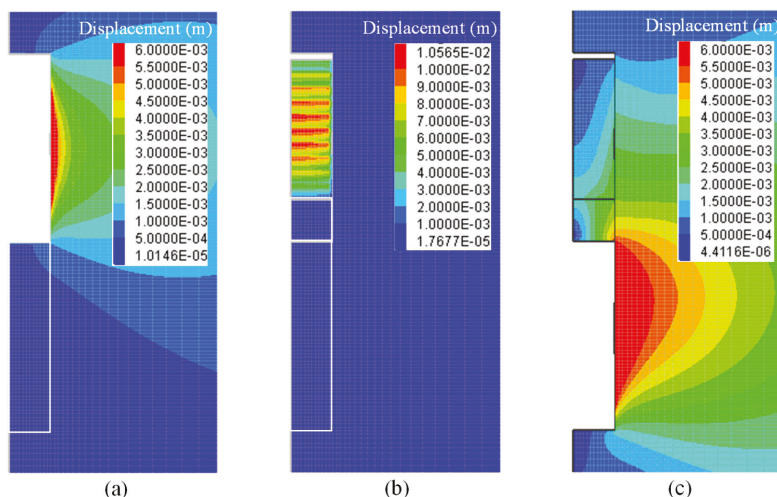 Displacement (m)
6.0000E-03
5.5000E-03
5.0000E-03
4.5000E-03
4.0000E-03
3.5000E-03
3.0000E-03
2.5000E-03
2.0000E-03
1.5000E-03
1.0000E-03
5.0000E-04
1.0146E-05
(a)
Displacement (m)
1.0565E-02
1.0000E-02
9.0000E-03
8.0000E-03
7.0000E-03
6.0000E-03
5.0000E-03
4.0000E-03
3.0000E-03
2.0000E-03
1.0000E-03
1.7677E-05
(b)
Displacement (m)
6.0000E-03
5.5000E-03
5.0000E-03
4.5000E-03
4.0000E-03
3.5000E-03
3.0000E-03
2.5000E-03
2.0000E-03
1.5000E-03
1.0000E-03
5.0000E-04
4.4116E-06
(c)